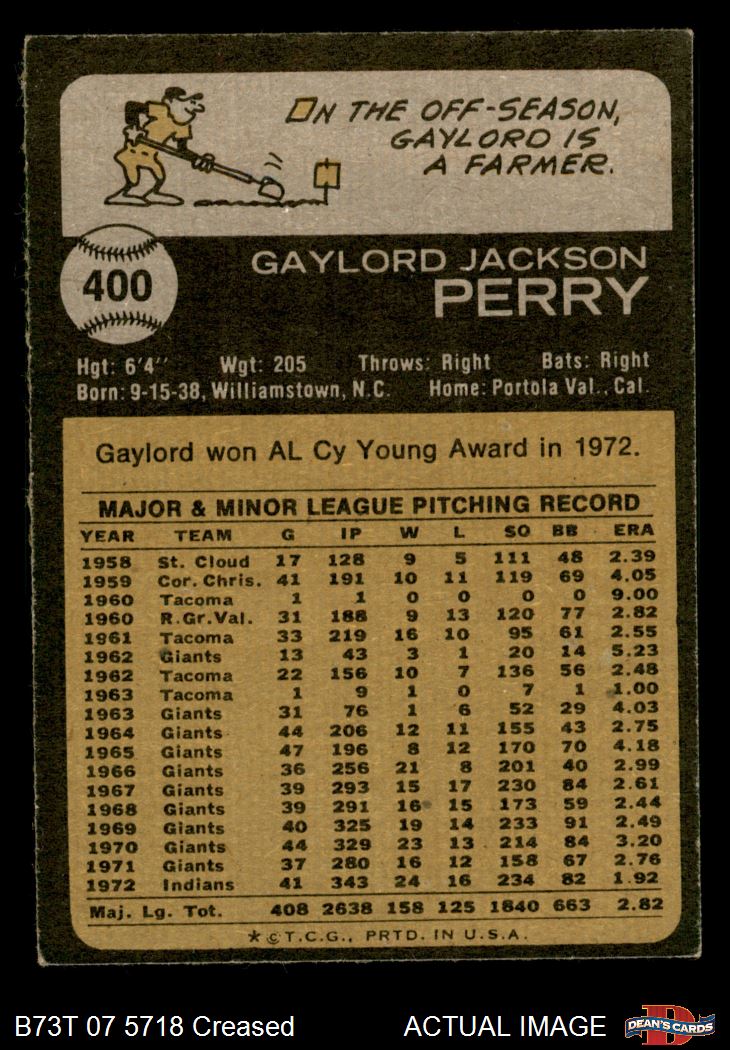 ON THE OFF-SEASON,
GAYLORD IS
A FARMER.
400
GAYLORD JACKSON
PERRY
Hgt: 6'4" Wgt: 205 Throws: Right Bats: Right
Born: 9-15-38, Williamstown, N.C. Home: Portola Val., Cal.
Gaylord won AL Cy Young Award in 1972.
MAJOR & MINOR LEAGUE PITCHING RECORD
YEAR TEAM G IP W L SO BB ERA
1958 St. Cloud 17 128 9 5 111 48 2.39
1959 Cor. Chris. 41 191 10 11 119 69 4.05
1960 Tacoma 1 1 0 0 0 0 9.00
1960 R.Gr.Val. 31 188 9 13 120 77 2.82
1961 Tacoma 33 219 16 10 95 61 2.55
1962 Giants 13 43 3 1 20 14 5.23
1962 Tacoma 22 156 10 7 136 56 2.48
1963 Tacoma 1 9 1 0 7 1 1.00
1963 Giants 31 76 1 6 52 29 4.03
1964 Giants 44 206 12 11 155 43 2.75
1965 Giants 47 196 8 12 170 70 4.18
1966 Giants 36 256 21 8 201 40 2.99
1967 Giants 39 293 15 17 230 84 2.61
1968 Giants 39 291 16 15 173 59 2.44
1969 Giants 40 325 19 14 233 91 2.49
1970 Giants 44 329 23 13 214 84 3.20
1971 Giants 37 280 16 12 158 67 2.76
1972 Indians 41 343 24 16 234 82 1.92
Maj. Lg. Tot. 408 2638 158 125 1840 663 2.82
* © T.C.G., PRTD. IN U.S.A.
B73T 07 5718 Creased ACTUAL IMAGE DEAN'S CARDS